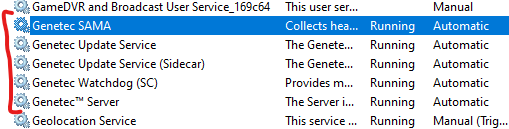 GameDVR and Broadcast User Service_169c64 This user ser... Manual
Genetec SAMA Collects hea... Running Automatic
Genetec Update Service The Genete... Running Automatic
Genetec Update Service (Sidecar) The Genete... Running Automatic
Genetec Watchdog (SC) Provides m... Running Automatic
Genetec™ Server The Server i... Running Automatic
Geolocation Service This service ... Running Manual (Trig...